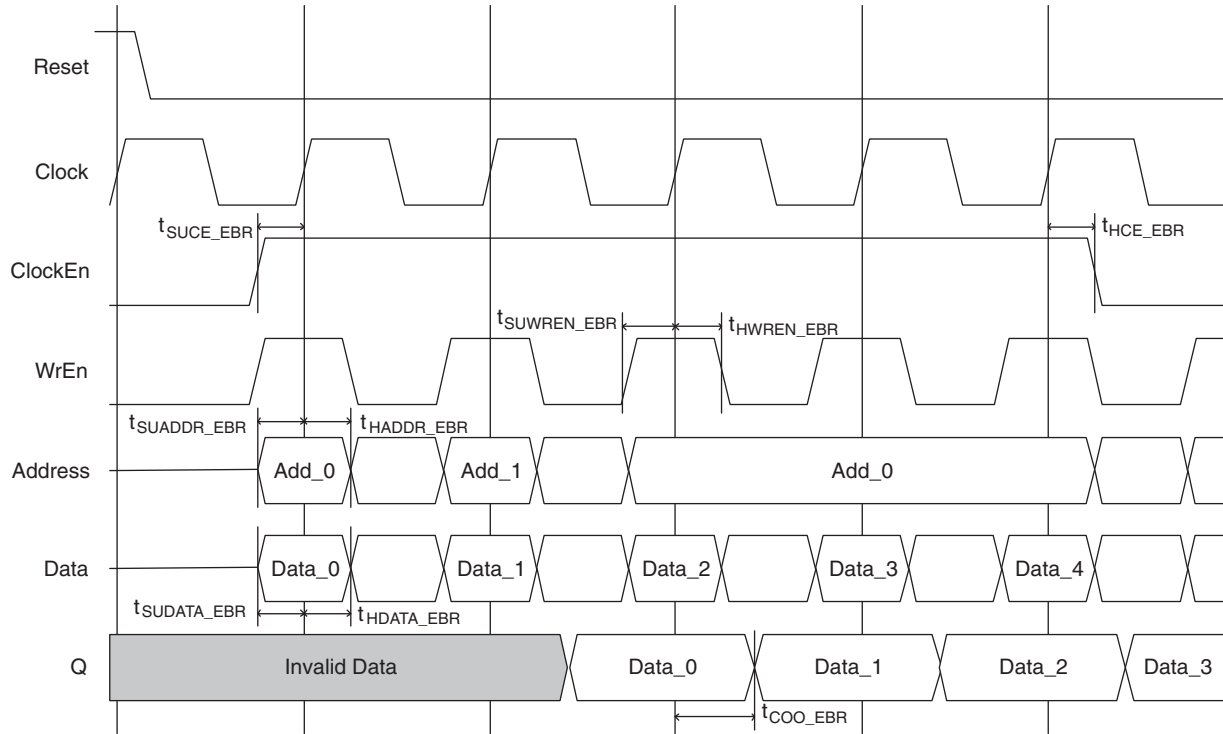 Reset
Clock
tSUCE_EBR
tHCE_EBR
ClockEn
tSUWREN_EBR
tHWREN_EBR
WrEn
tSUADDR_EBR
tHADDR_EBR
Address
Add_0
Add_1
Add_0
Data
Data_0
Data_1
Data_2
Data_3
Data_4
tSUDATA_EBR
tHDATA_EBR
Q
Invalid Data
Data_0
Data_1
Data_2
Data_3
tCOO_EBR